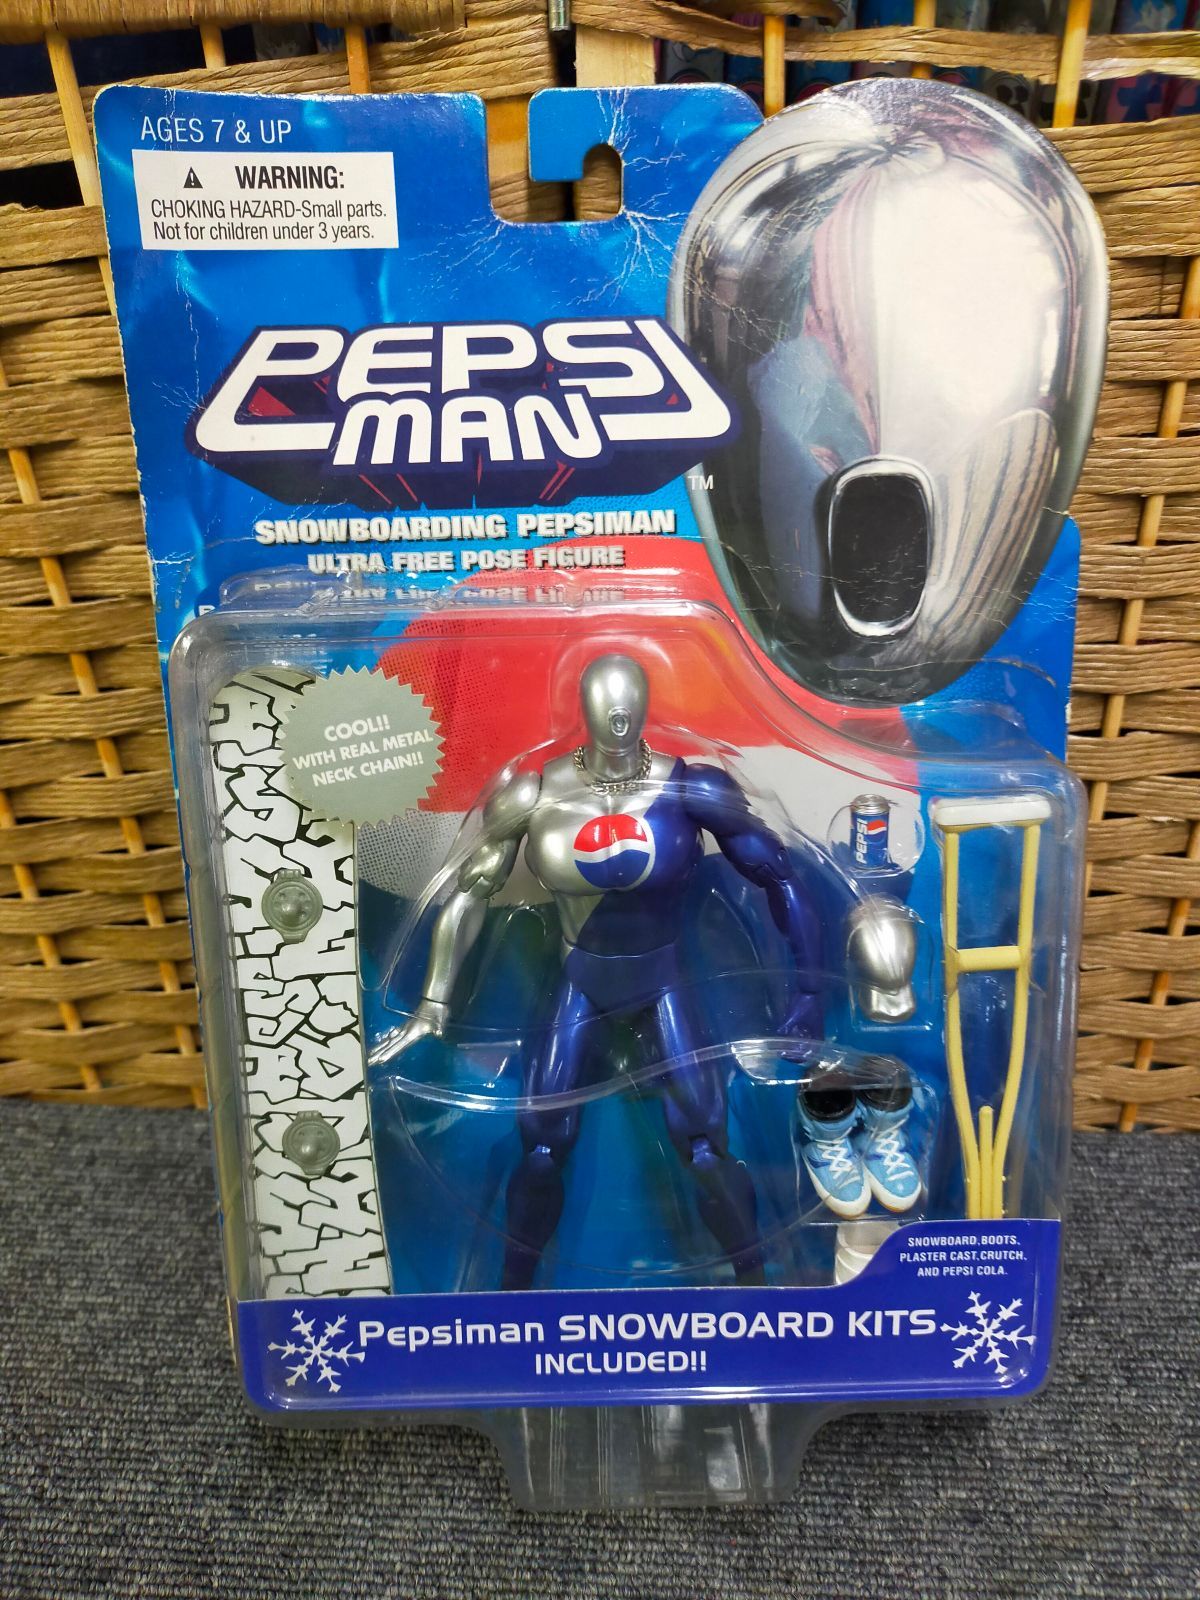 AGES 7 & UP
WARNING:
CHOKING HAZARD-Small parts.
Not for children under 3 years.
PEPSI
MAN
TM
SNOWBOARDING PEPSIMAN
ULTRA FREE POSE FIGURE
COOL!!
WITH REAL METAL
NECK CHAIN!!
PEPSI
SNOWBOARD,BOOTS,
PLASTER CAST,CRUTCH,
AND PEPSI COLA.
Pepsiman SNOWBOARD KITS
INCLUDED!!